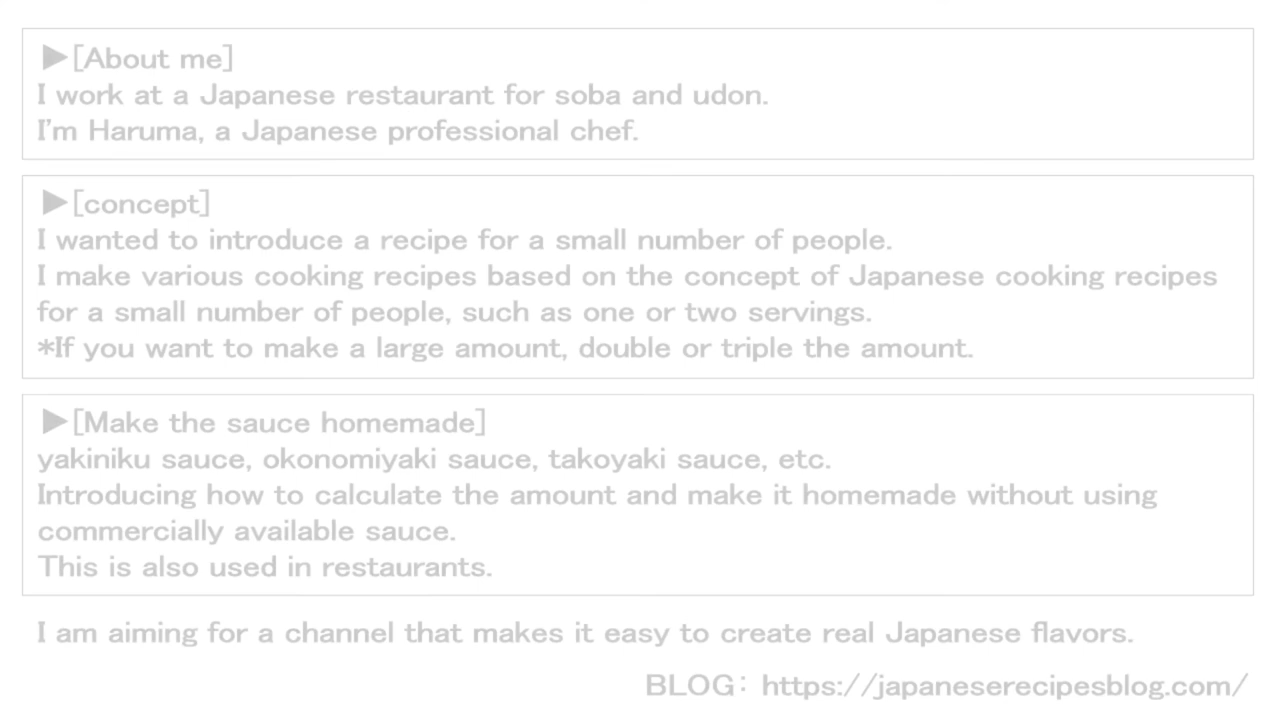 ▶[About me]
I work at a Japanese restaurant for soba and udon.
I'm Haruma, a Japanese professional chef.
▶[concept]
I wanted to introduce a recipe for a small number of people.
I make various cooking recipes based on the concept of Japanese cooking recipes
for a small number of people, such as one or two servings.
*If you want to make a large amount, double or triple the amount.
▶[Make the sauce homemade]
yakiniku sauce, okonomiyaki sauce, takoyaki sauce, etc.
Introducing how to calculate the amount and make it homemade without using
commercially available sauce.
This is also used in restaurants.
I am aiming for a channel that makes it easy to create real Japanese flavors.
BLOG： https://japaneserecipesblog.com/